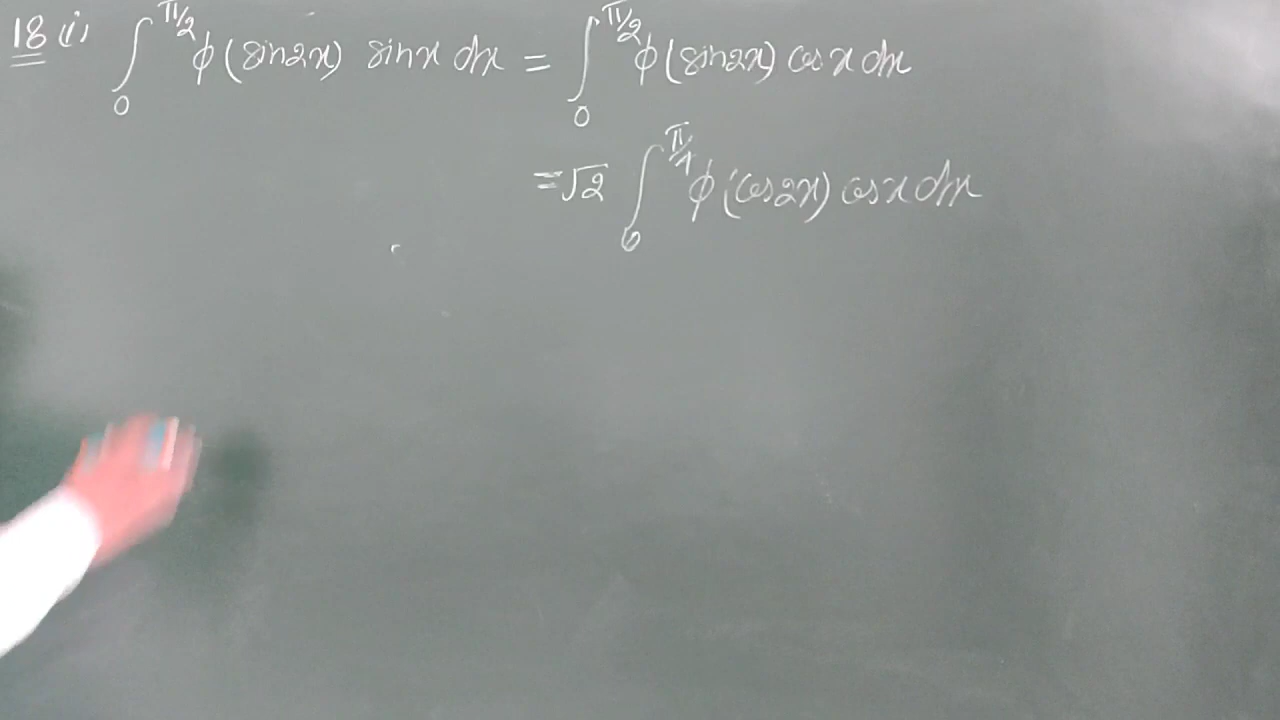 18 (i) ∫₀^{π/2} ϕ(sin2x) sinx dx = ∫₀^{π/2} ϕ(sin2x) cosx dx
= √2 ∫₀^{π/4} ϕ(cos2x) cosx dx